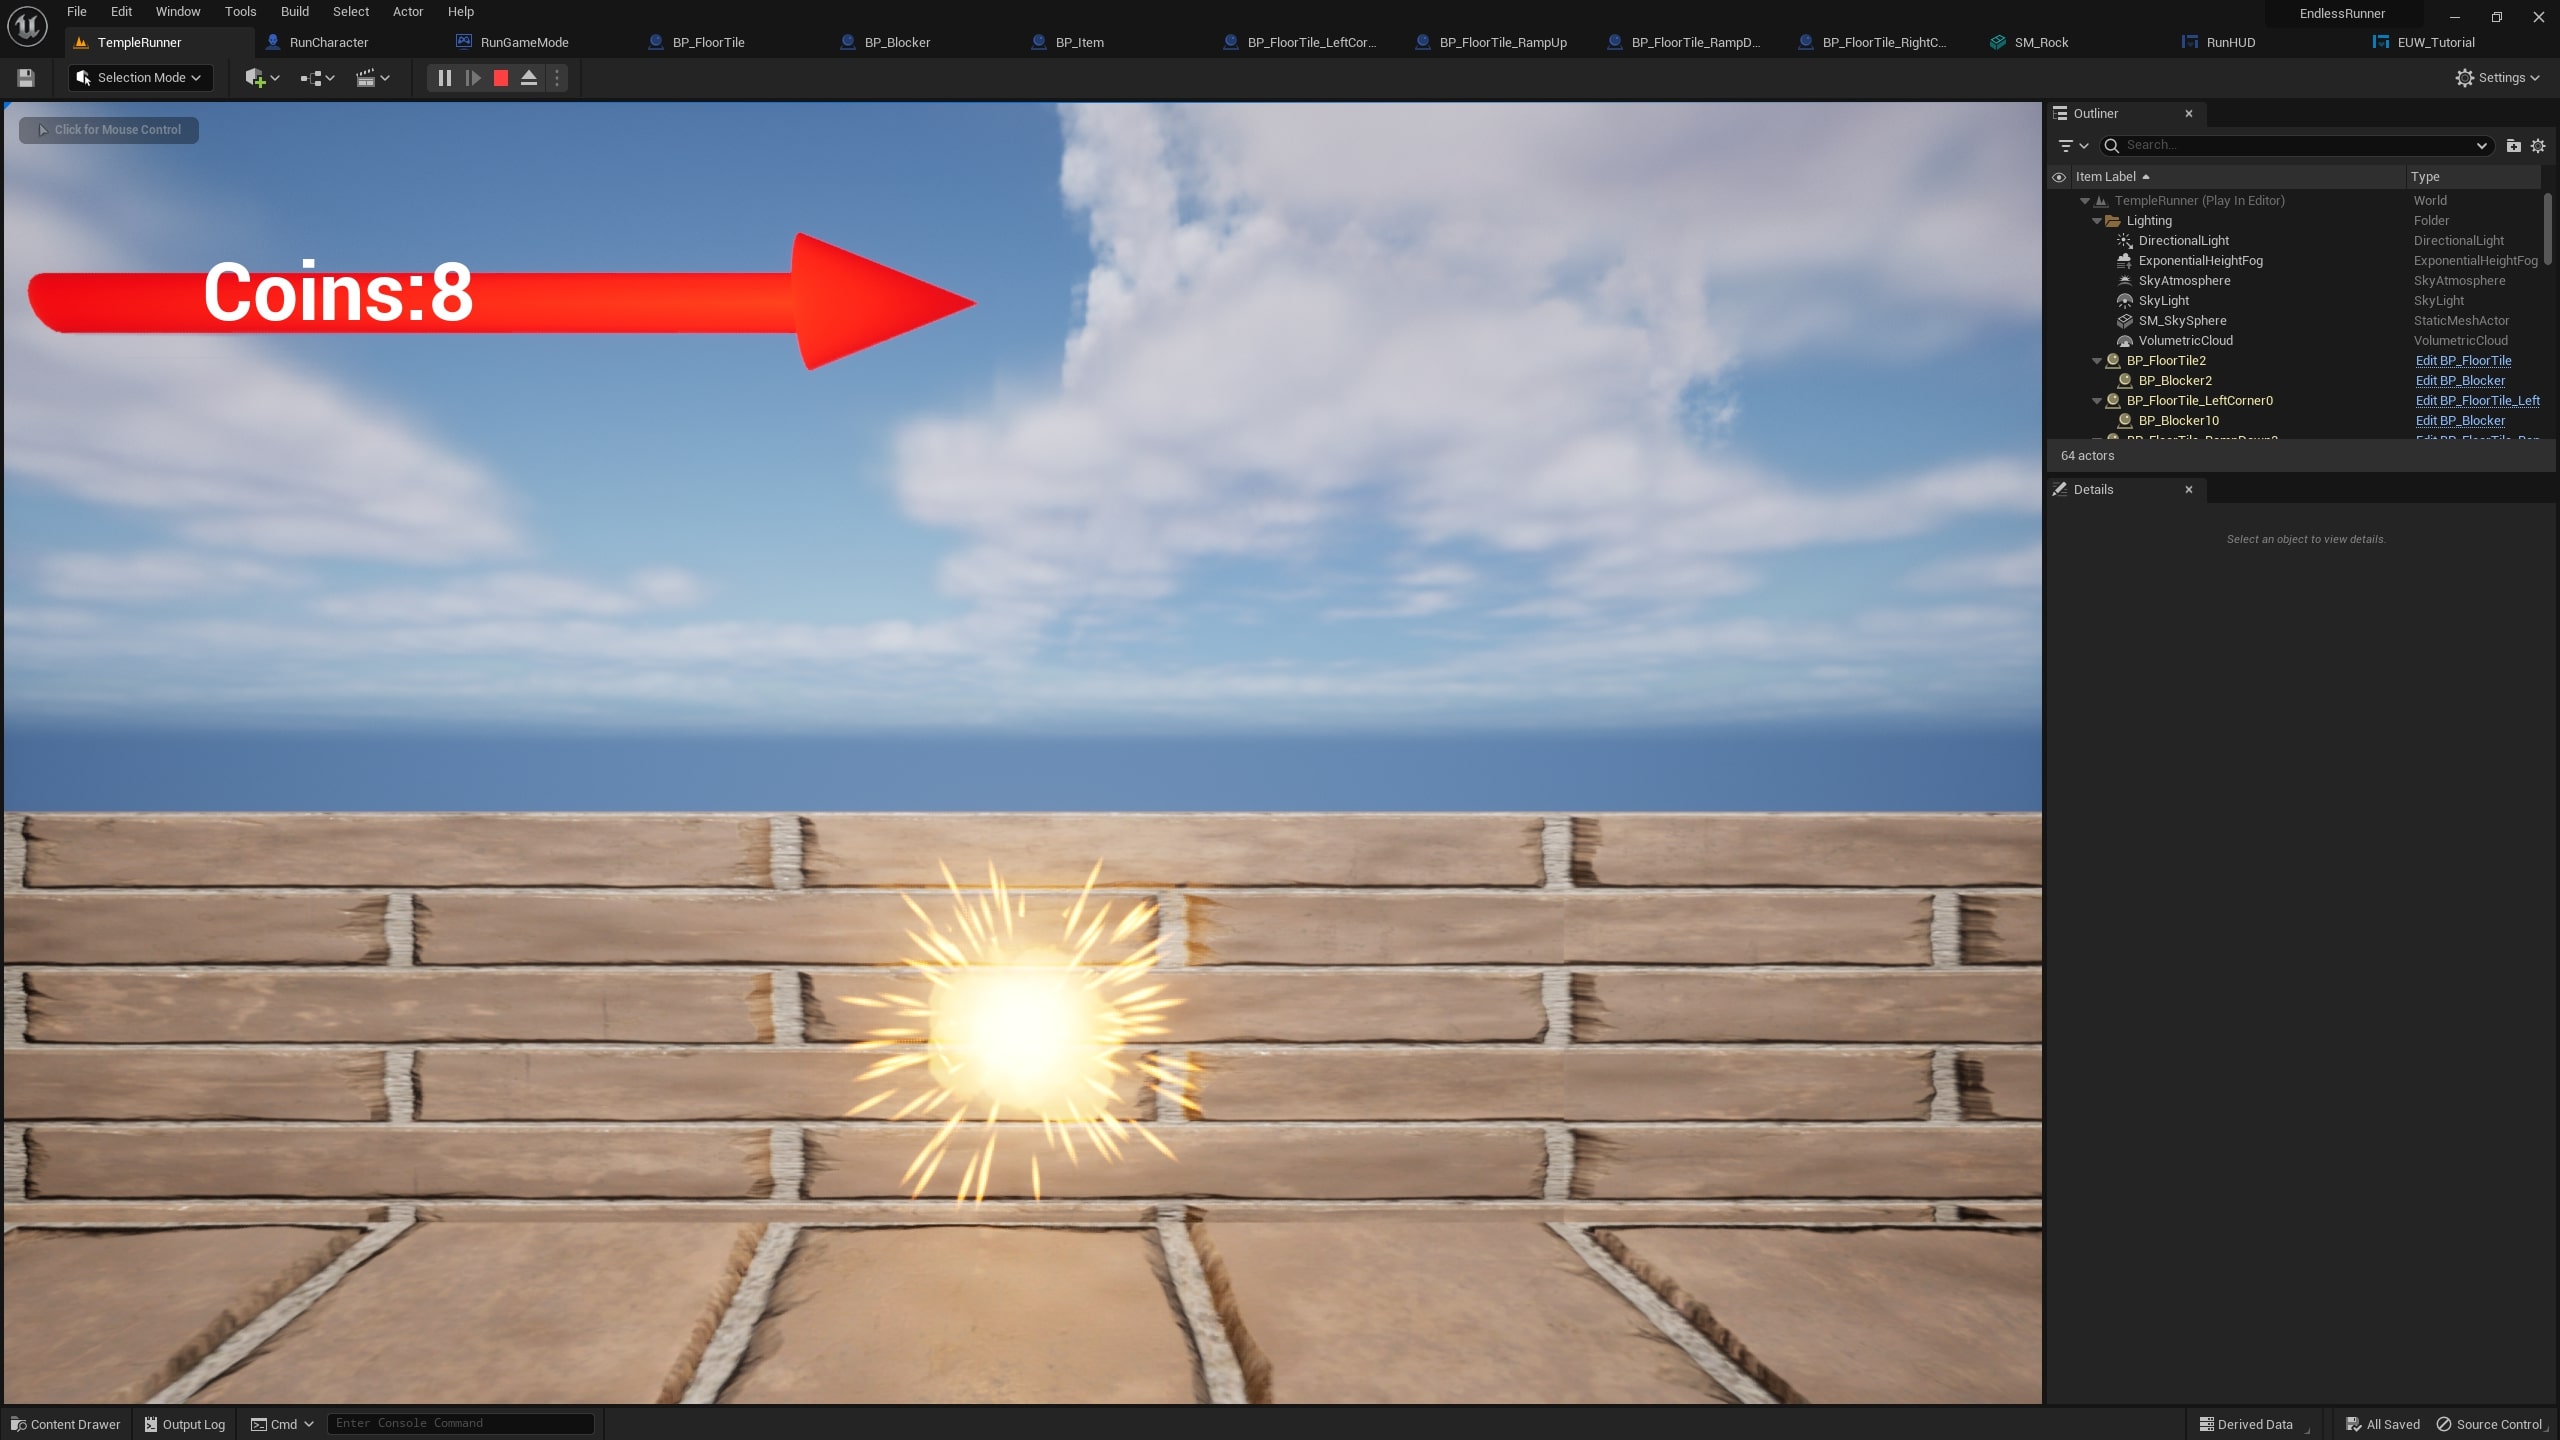 File Edit Window Tools Build Select Actor Help
EndlessRunner
TempleRunner RunCharacter RunGameMode BP_FloorTile BP_Blocker BP_Item BP_FloorTile_LeftCor... BP_FloorTile_RampUp BP_FloorTile_RampD... BP_FloorTile_RightC... SM_Rock RunHUD EUW_Tutorial
Selection Mode
Settings
Click for Mouse Control
Coins:8
Outliner
Search...
Item Label Type
TempleRunner (Play In Editor) World
Lighting Folder
DirectionalLight DirectionalLight
ExponentialHeightFog ExponentialHeightFog
SkyAtmosphere SkyAtmosphere
SkyLight SkyLight
SM_SkySphere StaticMeshActor
VolumetricCloud VolumetricCloud
BP_FloorTile2 Edit BP_FloorTile
BP_Blocker2 Edit BP_Blocker
BP_FloorTile_LeftCorner0 Edit BP_FloorTile_Left
BP_Blocker10 Edit BP_Blocker
64 actors
Details
Select an object to view details.
Content Drawer Output Log Cmd Enter Console Command
Derived Data All Saved Source Control